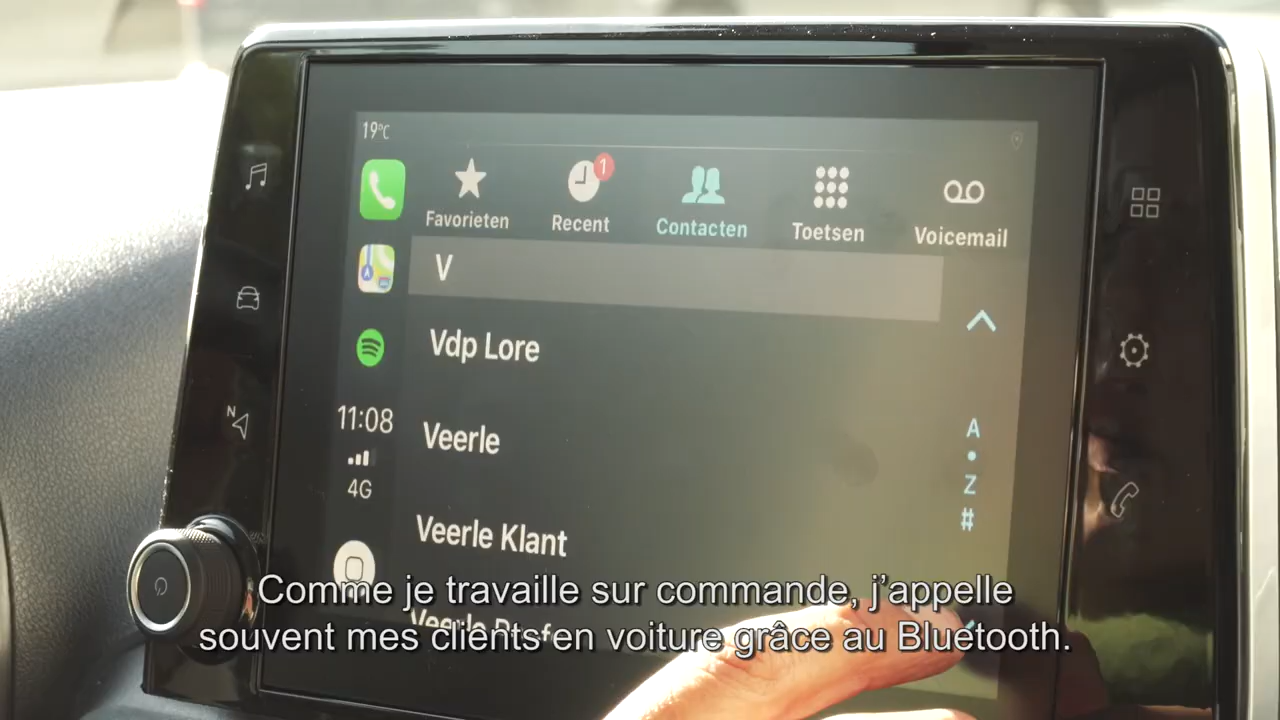 19°C
Favorieten
Recent
1
Contacten
Toetsen
Voicemail
V
Vdp Lore
Veerle
Veerle Klant
11:08
4G
A
Z
#
N
Comme je travaille sur commande, j'appelle
souvent mes clients en voiture grâce au Bluetooth.